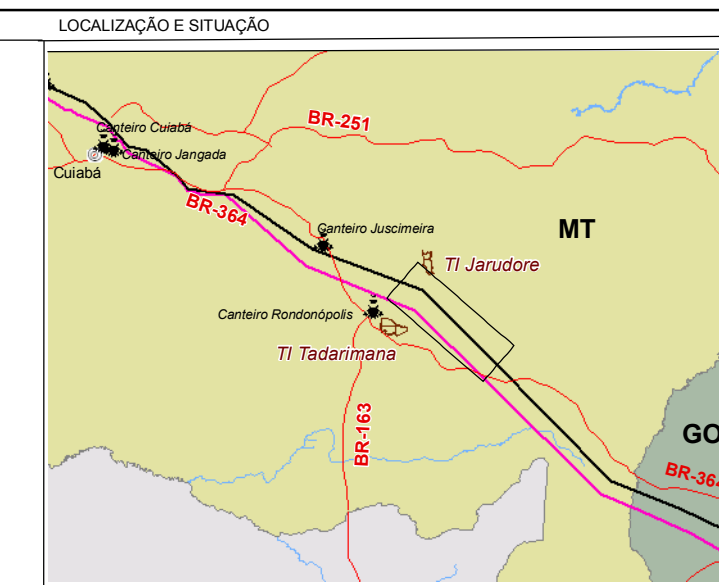 LOCALIZAÇÃO E SITUAÇÃO
BR-251
Canteiro Cuiabá
Canteiro Jangada
Cuiabá
BR-364
Canteiro Juscimeira
MT
TI Jarudore
Canteiro Rondonópolis
TI Tadarimana
BR-163
GO
BR-364